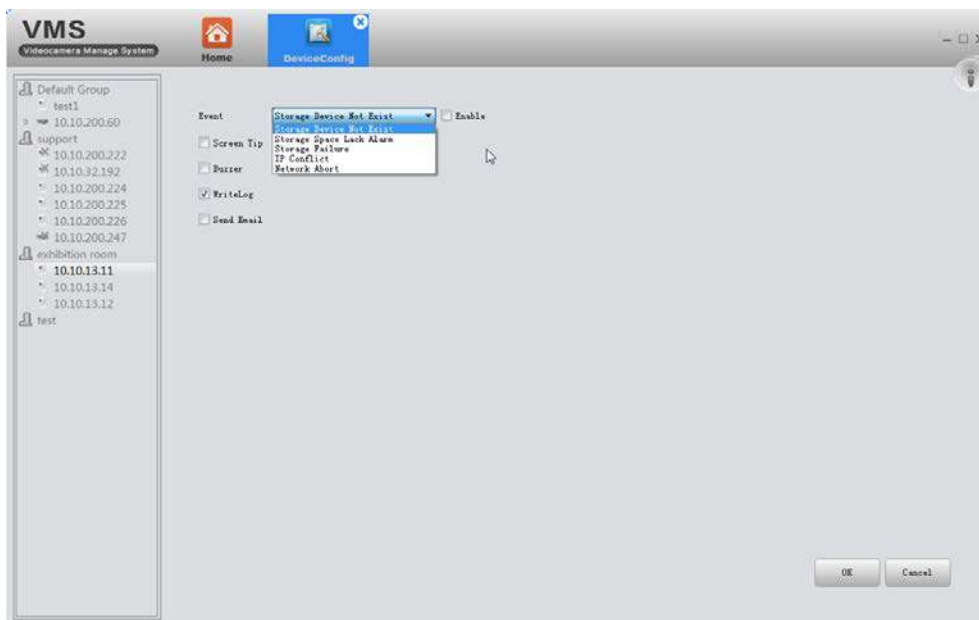 VMS
Videocamera Manage System
Home
DeviceConfig
Default Group
test1
10.10.200.60
support
10.10.200.222
10.10.32.192
10.10.200.224
10.10.200.225
10.10.200.226
10.10.200.247
exhibition room
10.10.13.11
10.10.13.14
10.10.13.12
test
Event Storage Device Not Exist Enable
Storage Device Not Exist
Storage Space Lack Alarm
Storage Failure
IP Conflict
Network Abort
Screen Tip
Buzzer
WriteLog
Send Email
OK Cancel